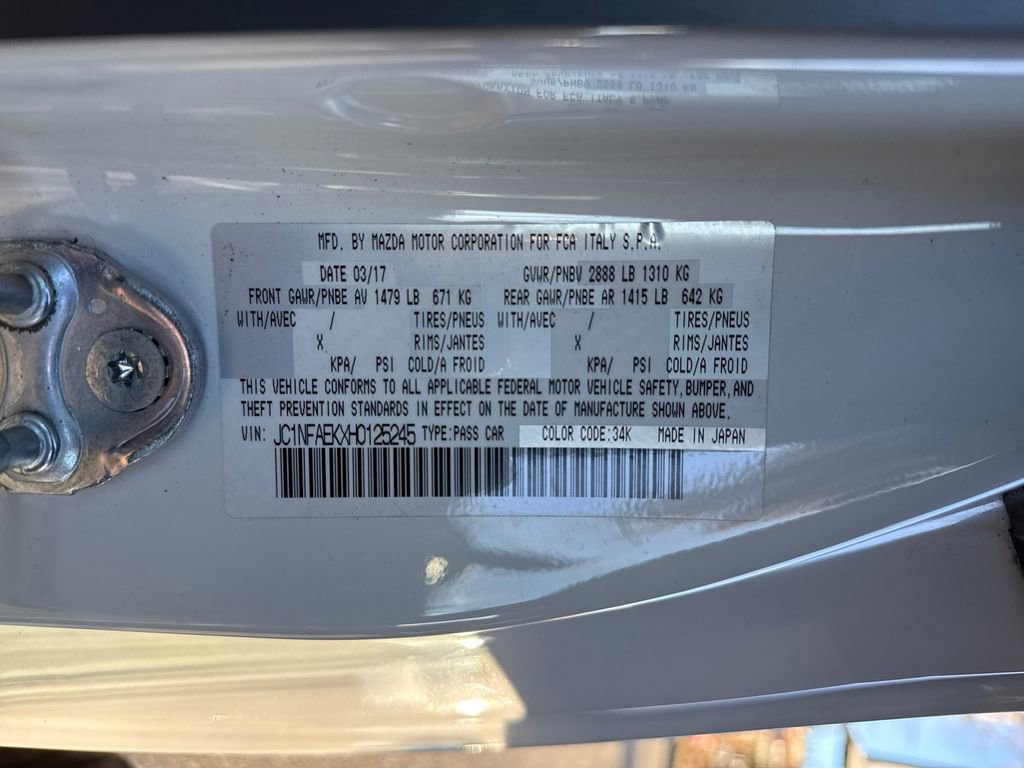 MFD. BY MAZDA MOTOR CORPORATION FOR FCA ITALY S.P.A.
DATE 03/17 GVWR/PNBV 2888 LB 1310 KG
FRONT GAWR/PNBE AV 1479 LB 671 KG REAR GAWR/PNBE AR 1415 LB 642 KG
WITH/AVEC / TIRES/PNEUS WITH/AVEC / TIRES/PNEUS
X RIMS/JANTES X RIMS/JANTES
KPA/ PSI COLD/A FROID KPA/ PSI COLD/A FROID
THIS VEHICLE CONFORMS TO ALL APPLICABLE FEDERAL MOTOR VEHICLE SAFETY, BUMPER, AND
THEFT PREVENTION STANDARDS IN EFFECT ON THE DATE OF MANUFACTURE SHOWN ABOVE.
VIN: JC1NFAEKXH0125245 TYPE:PASS CAR COLOR CODE:34K MADE IN JAPAN